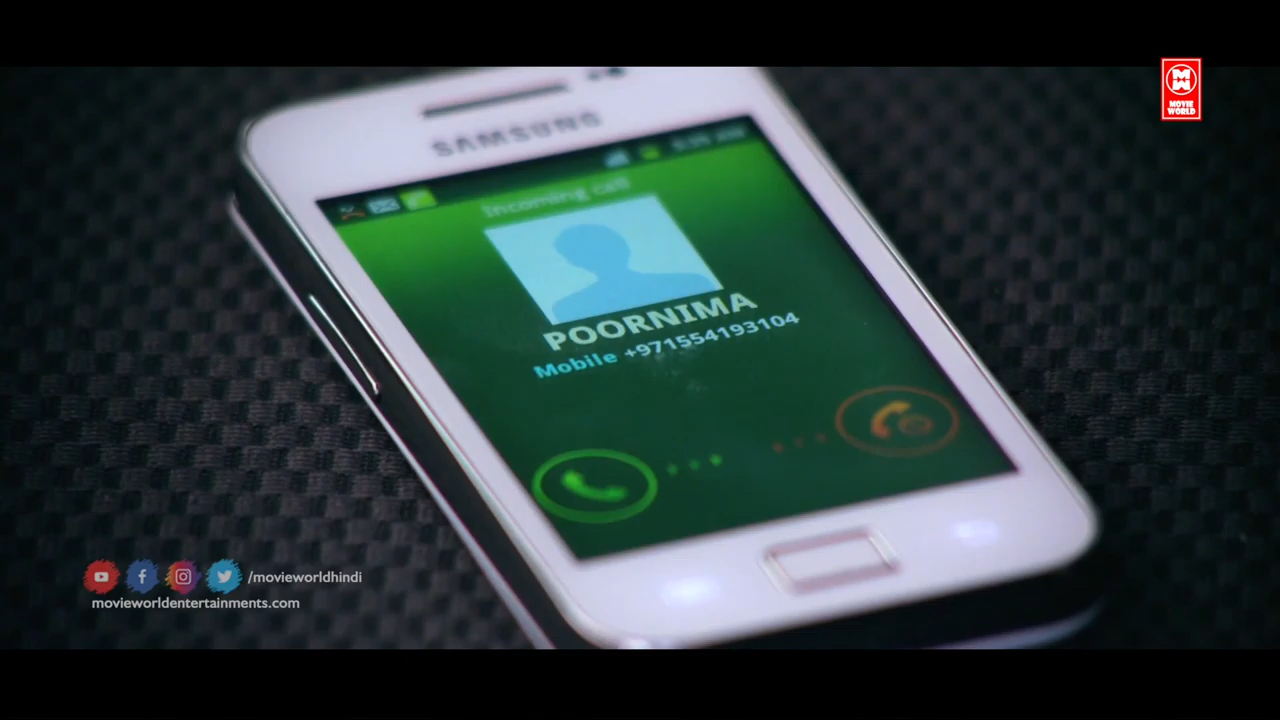 MOVIE
WORLD
SAMSUNG
Incoming call
POORNIMA
Mobile +971554193104
/movieworldhindi
movieworldentertainments.com